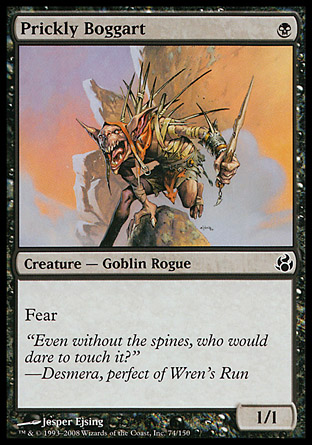 Prickly Boggart
Creature — Goblin Rogue
Fear
“Even without the spines, who would
dare to touch it?”
—Desmera, perfect of Wren's Run
Jesper Ejsing
™ & © 1993–2008 Wizards of the Coast, Inc. 74/150
1/1